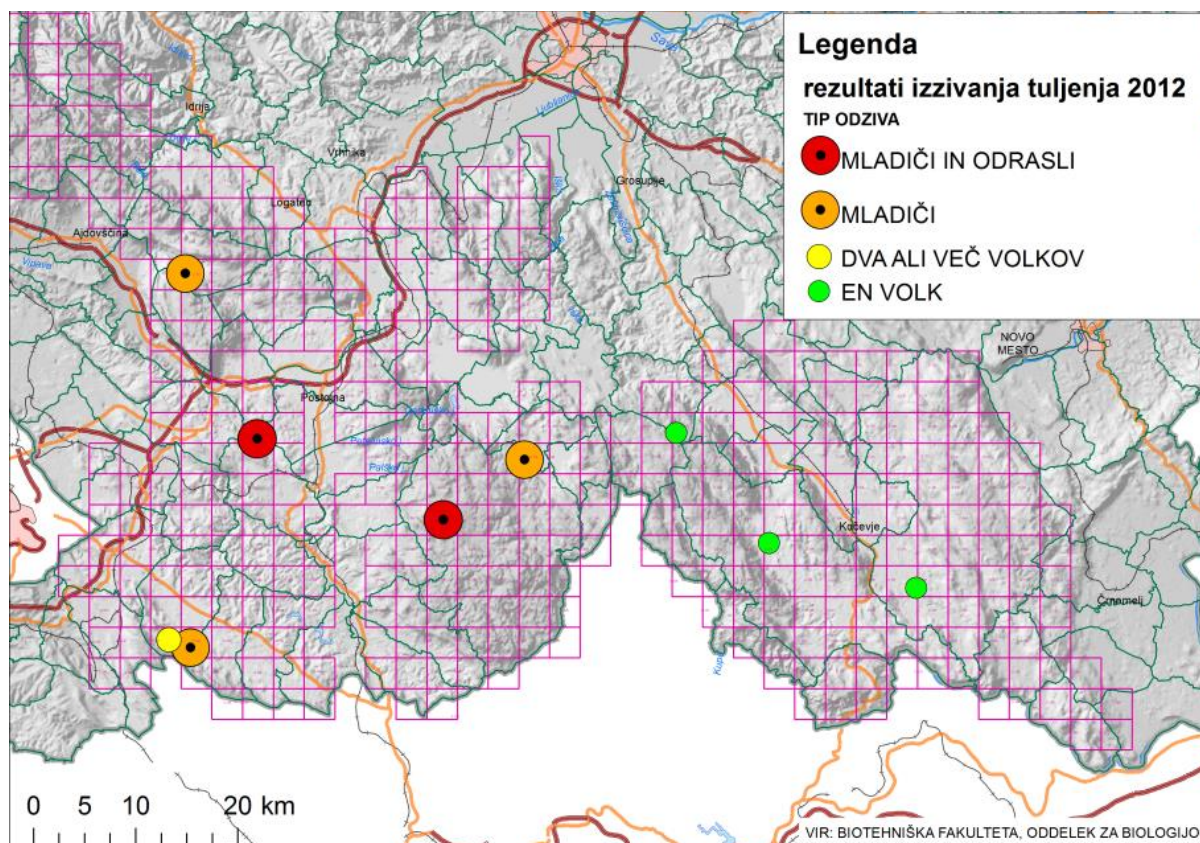 Legenda
rezultati izzivanja tuljenja 2012
TIP ODZIVA
MLADIČI IN ODRASLI
MLADIČI
DVA ALI VEČ VOLKOV
EN VOLK
Sava
Idrija
Vrhnika
Grosuplje
Logatec
Ajdovščina
Vipava
NOVO
MESTO
Postojna
Kočevje
Črnomelj
0 5 10 20 km
VIR: BIOTEHNIŠKA FAKULTETA, ODDELEK ZA BIOLOGIJO